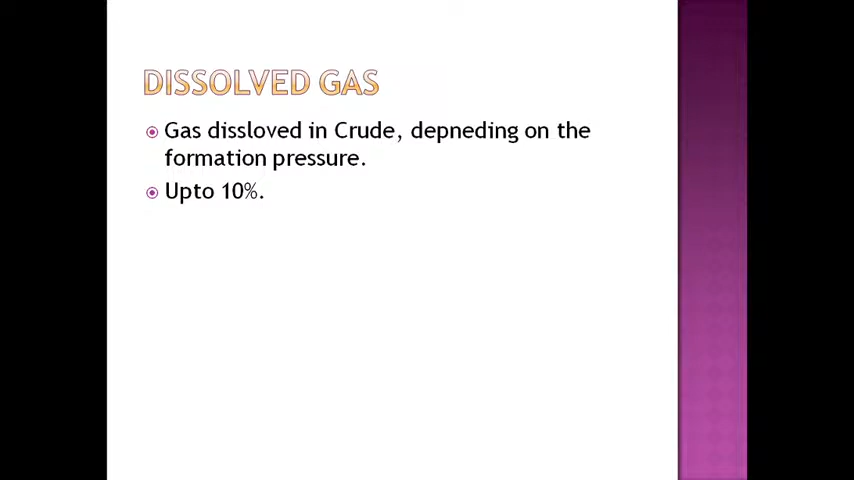 DISSOLVED GAS
Gas dissloved in Crude, depneding on the
formation pressure.
Upto 10%.